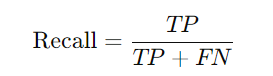 Recall = TP / TP + FN